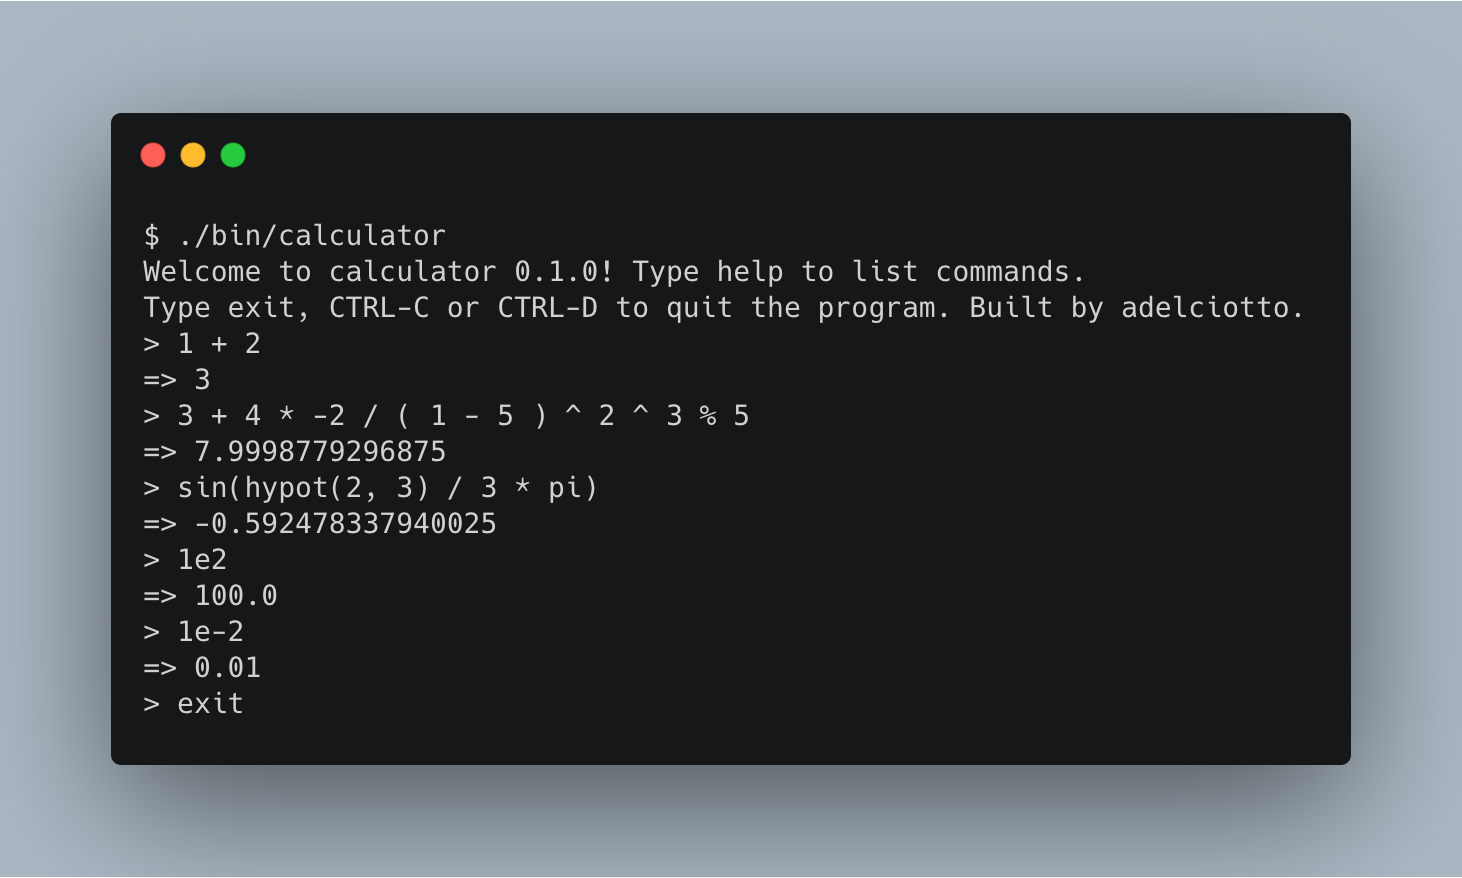 $ ./bin/calculator
Welcome to calculator 0.1.0! Type help to list commands.
Type exit, CTRL-C or CTRL-D to quit the program. Built by adelciotto.
> 1 + 2
=> 3
> 3 + 4 * -2 / ( 1 - 5 ) ^ 2 ^ 3 % 5
=> 7.9998779296875
> sin(hypot(2, 3) / 3 * pi)
=> -0.592478337940025
> 1e2
=> 100.0
> 1e-2
=> 0.01
> exit